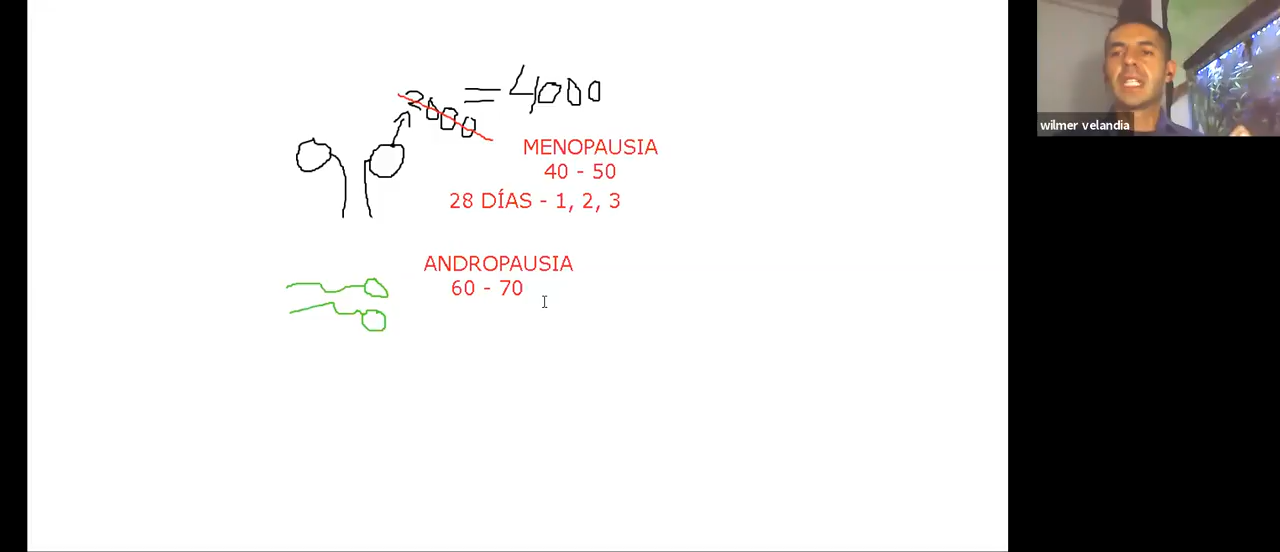 2000 = 4000
MENOPAUSIA
40 - 50
28 DÍAS - 1, 2, 3
ANDROPAUSIA
60 - 70
wilmer velandia